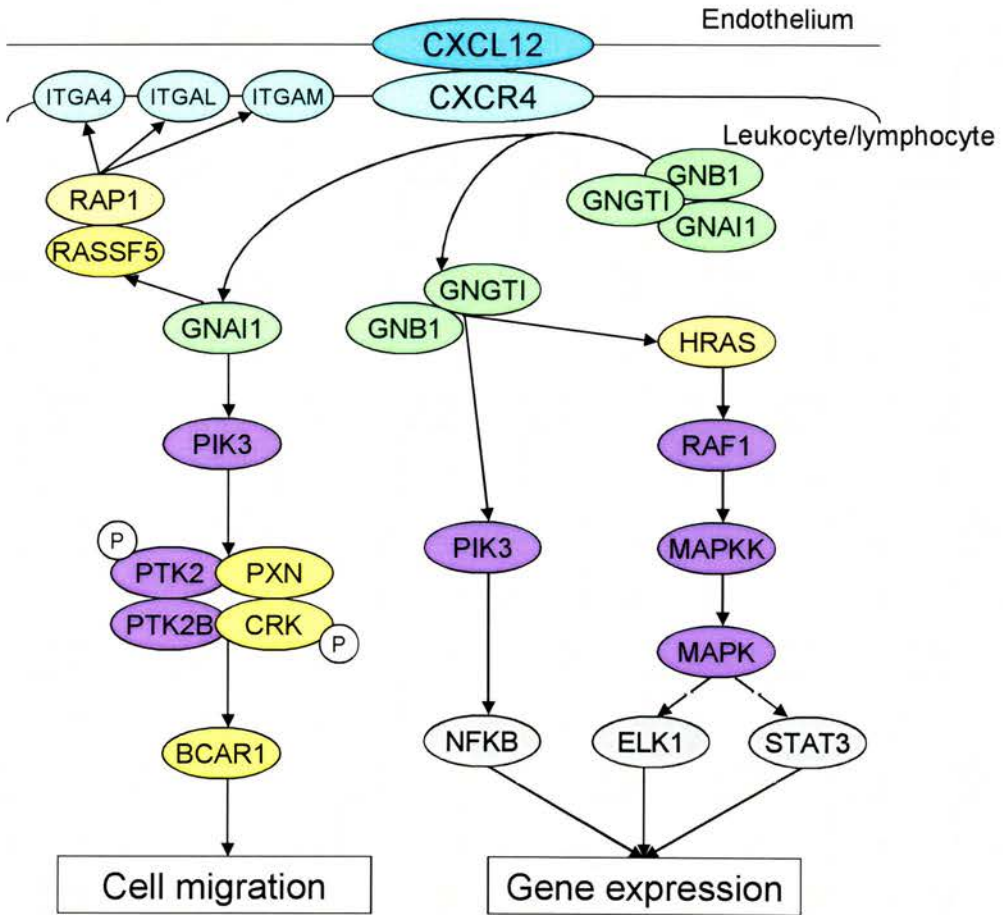 Endothelium
CXCL12
ITGA4
ITGAL
ITGAM
CXCR4
Leukocyte/lymphocyte
GNB1
GNGTI
GNAI1
RAP1
RASSF5
GNGTI
GNAI1
GNB1
HRAS
PIK3
RAF1
P
PTK2
PXN
PIK3
MAPKK
PTK2B
CRK
P
MAPK
BCAR1
NFKB
ELK1
STAT3
Cell migration
Gene expression